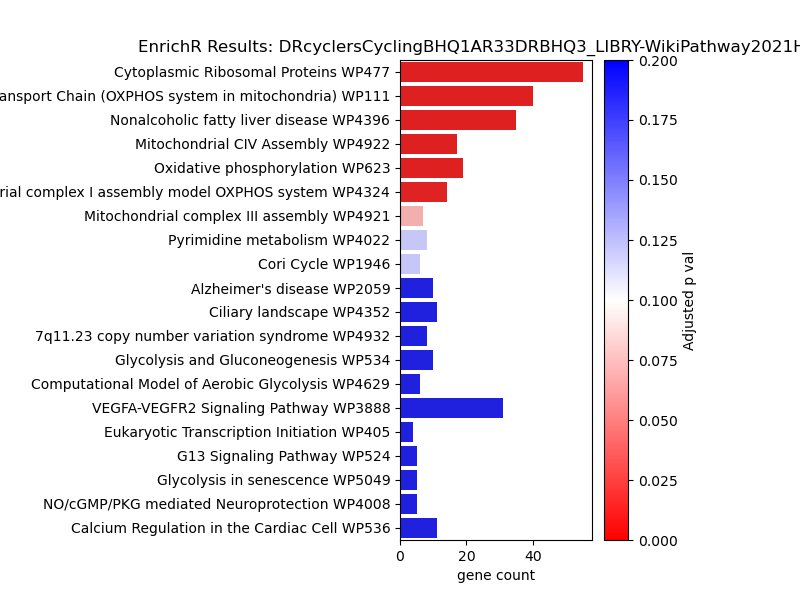 EnrichR Results: DRcyclersCyclingBHQ1AR33DRBHQ3_LIBRY-WikiPathway2021H
Cytoplasmic Ribosomal Proteins WP477
ansport Chain (OXPHOS system in mitochondria) WP111
Nonalcoholic fatty liver disease WP4396
Mitochondrial CIV Assembly WP4922
Oxidative phosphorylation WP623
rial complex I assembly model OXPHOS system WP4324
Mitochondrial complex III assembly WP4921
Pyrimidine metabolism WP4022
Cori Cycle WP1946
Alzheimer's disease WP2059
Ciliary landscape WP4352
7q11.23 copy number variation syndrome WP4932
Glycolysis and Gluconeogenesis WP534
Computational Model of Aerobic Glycolysis WP4629
VEGFA-VEGFR2 Signaling Pathway WP3888
Eukaryotic Transcription Initiation WP405
G13 Signaling Pathway WP524
Glycolysis in senescence WP5049
NO/cGMP/PKG mediated Neuroprotection WP4008
Calcium Regulation in the Cardiac Cell WP536
0 20 40
gene count
0.200
0.175
0.150
0.125
0.100
0.075
0.050
0.025
0.000
Adjusted p val